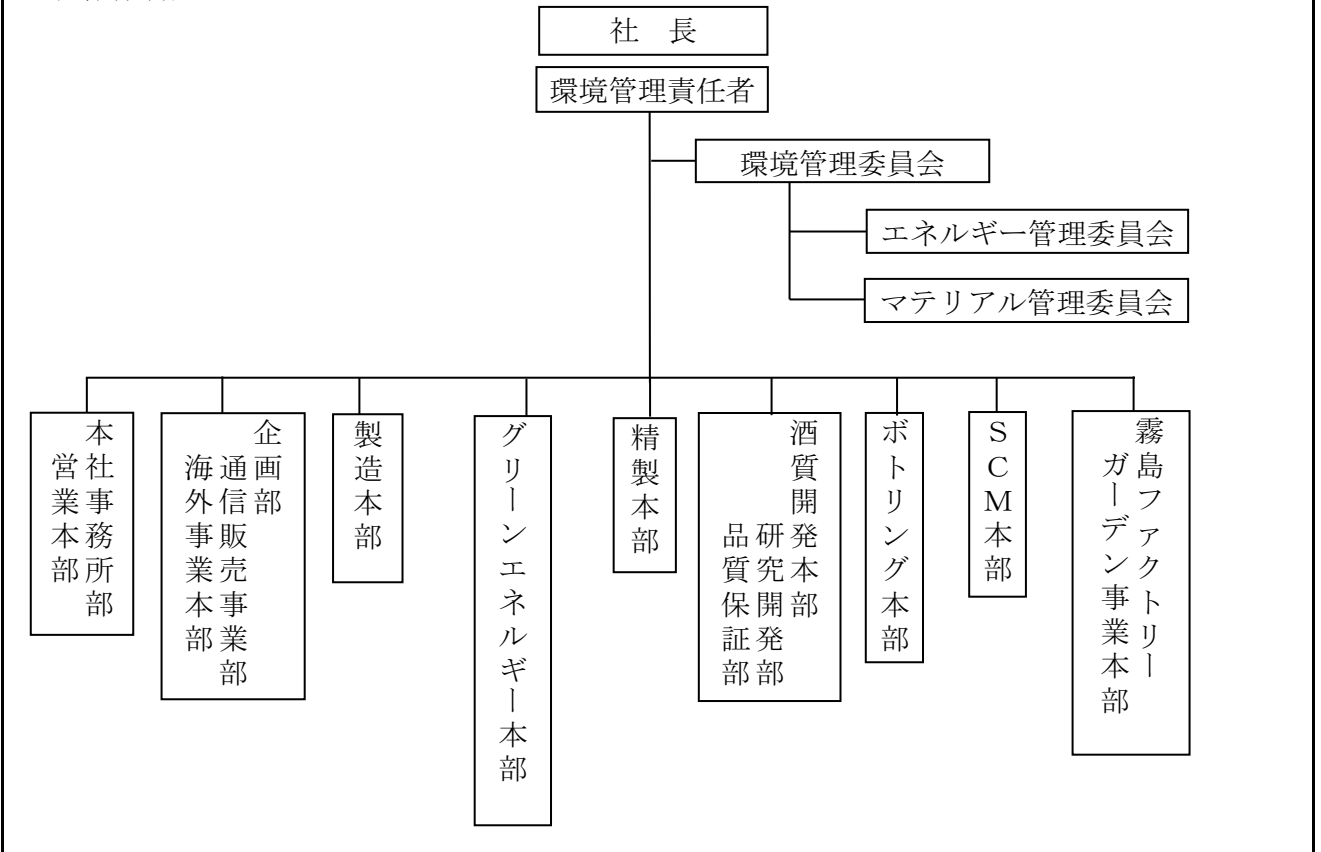 社　長
環境管理責任者
環境管理委員会
エネルギー管理委員会
マテリアル管理委員会
本社事務所部
営業本部
企画部
通信販売事業部
海外事業本部
製造本部
グリーンエネルギー本部
精製本部
酒質開発本部
研究開発部
品質保証部
ボトリング本部
ＳＣＭ本部
霧島ファクトリー
ガーデン事業本部